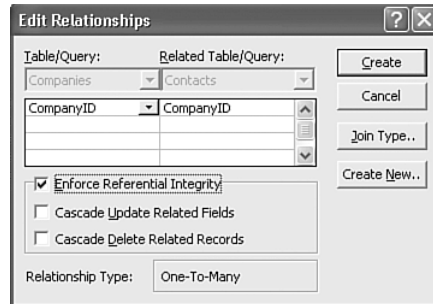 Edit Relationships
Table/Query: Related Table/Query:
Companies Contacts
CompanyID CompanyID
Enforce Referential Integrity
Cascade Update Related Fields
Cascade Delete Related Records
Relationship Type: One-To-Many
Create
Cancel
Join Type..
Create New..